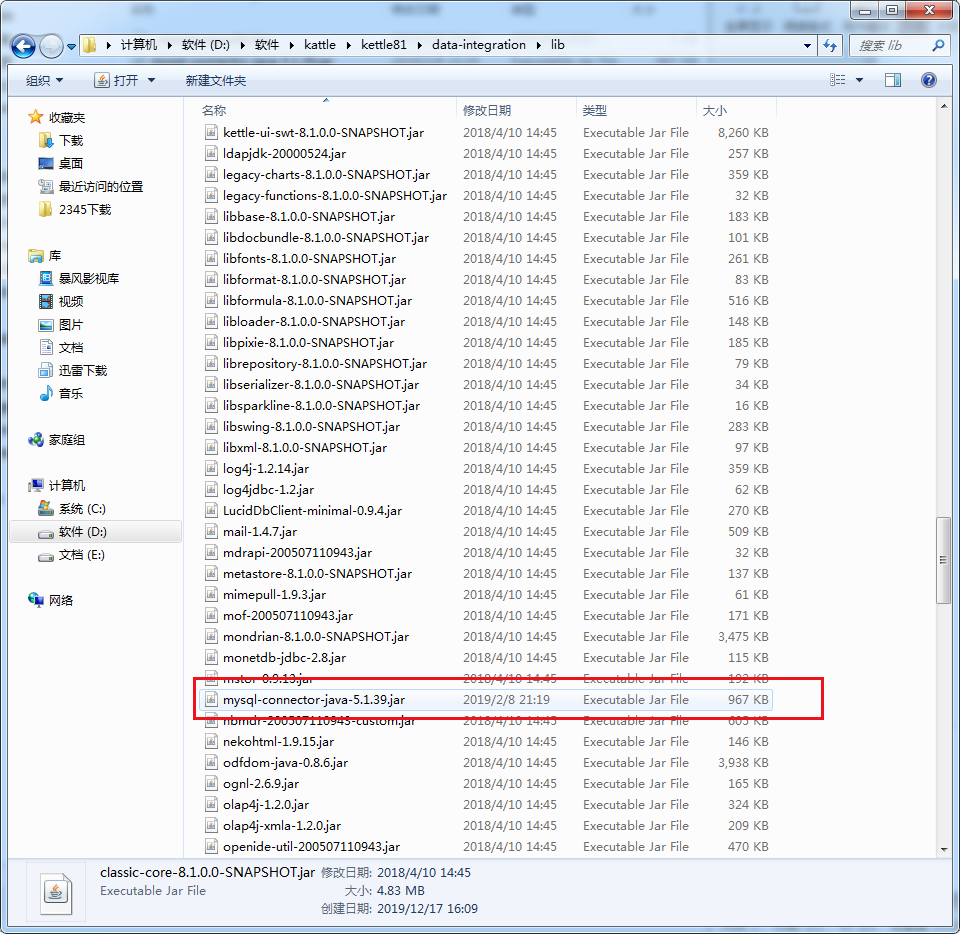 计算机 ▸ 软件 (D:) ▸ 软件 ▸ kattle ▸ kettle81 ▸ data-integration ▸ lib
搜索 lib
组织 打开 新建文件夹
收藏夹
下载
桌面
最近访问的位置
2345下载
库
暴风影视库
视频
图片
文档
迅雷下载
音乐
家庭组
计算机
系统 (C:)
软件 (D:)
文档 (E:)
网络
名称 修改日期 类型 大小
kettle-ui-swt-8.1.0.0-SNAPSHOT.jar 2018/4/10 14:45 Executable Jar File 8,260 KB
ldapjdk-20000524.jar 2018/4/10 14:45 Executable Jar File 257 KB
legacy-charts-8.1.0.0-SNAPSHOT.jar 2018/4/10 14:45 Executable Jar File 359 KB
legacy-functions-8.1.0.0-SNAPSHOT.jar 2018/4/10 14:45 Executable Jar File 32 KB
libbase-8.1.0.0-SNAPSHOT.jar 2018/4/10 14:45 Executable Jar File 183 KB
libdocbundle-8.1.0.0-SNAPSHOT.jar 2018/4/10 14:45 Executable Jar File 101 KB
libfonts-8.1.0.0-SNAPSHOT.jar 2018/4/10 14:45 Executable Jar File 261 KB
libformat-8.1.0.0-SNAPSHOT.jar 2018/4/10 14:45 Executable Jar File 83 KB
libformula-8.1.0.0-SNAPSHOT.jar 2018/4/10 14:45 Executable Jar File 516 KB
libloader-8.1.0.0-SNAPSHOT.jar 2018/4/10 14:45 Executable Jar File 148 KB
libpixie-8.1.0.0-SNAPSHOT.jar 2018/4/10 14:45 Executable Jar File 185 KB
librepository-8.1.0.0-SNAPSHOT.jar 2018/4/10 14:45 Executable Jar File 79 KB
libserializer-8.1.0.0-SNAPSHOT.jar 2018/4/10 14:45 Executable Jar File 34 KB
libsparkline-8.1.0.0-SNAPSHOT.jar 2018/4/10 14:45 Executable Jar File 16 KB
libswing-8.1.0.0-SNAPSHOT.jar 2018/4/10 14:45 Executable Jar File 283 KB
libxml-8.1.0.0-SNAPSHOT.jar 2018/4/10 14:45 Executable Jar File 97 KB
log4j-1.2.14.jar 2018/4/10 14:45 Executable Jar File 359 KB
log4jdbc-1.2.jar 2018/4/10 14:45 Executable Jar File 62 KB
LucidDbClient-minimal-0.9.4.jar 2018/4/10 14:45 Executable Jar File 270 KB
mail-1.4.7.jar 2018/4/10 14:45 Executable Jar File 509 KB
mdrapi-200507110943.jar 2018/4/10 14:45 Executable Jar File 32 KB
metastore-8.1.0.0-SNAPSHOT.jar 2018/4/10 14:45 Executable Jar File 137 KB
mimepull-1.9.3.jar 2018/4/10 14:45 Executable Jar File 61 KB
mof-200507110943.jar 2018/4/10 14:45 Executable Jar File 171 KB
mondrian-8.1.0.0-SNAPSHOT.jar 2018/4/10 14:45 Executable Jar File 3,475 KB
monetdb-jdbc-2.8.jar 2018/4/10 14:45 Executable Jar File 115 KB
mstor-0.9.13.jar 2018/4/10 14:45 Executable Jar File 192 KB
mysql-connector-java-5.1.39.jar 2019/2/8 21:19 Executable Jar File 967 KB
nbmdr-200507110943-custom.jar 2018/4/10 14:45 Executable Jar File 605 KB
nekohtml-1.9.15.jar 2018/4/10 14:45 Executable Jar File 146 KB
odfdom-java-0.8.6.jar 2018/4/10 14:45 Executable Jar File 3,938 KB
ognl-2.6.9.jar 2018/4/10 14:45 Executable Jar File 165 KB
olap4j-1.2.0.jar 2018/4/10 14:45 Executable Jar File 324 KB
olap4j-xmla-1.2.0.jar 2018/4/10 14:45 Executable Jar File 209 KB
openide-util-200507110943.jar 2018/4/10 14:45 Executable Jar File 470 KB
classic-core-8.1.0.0-SNAPSHOT.jar 修改日期: 2018/4/10 14:45
Executable Jar File 大小: 4.83 MB
创建日期: 2019/12/17 16:09